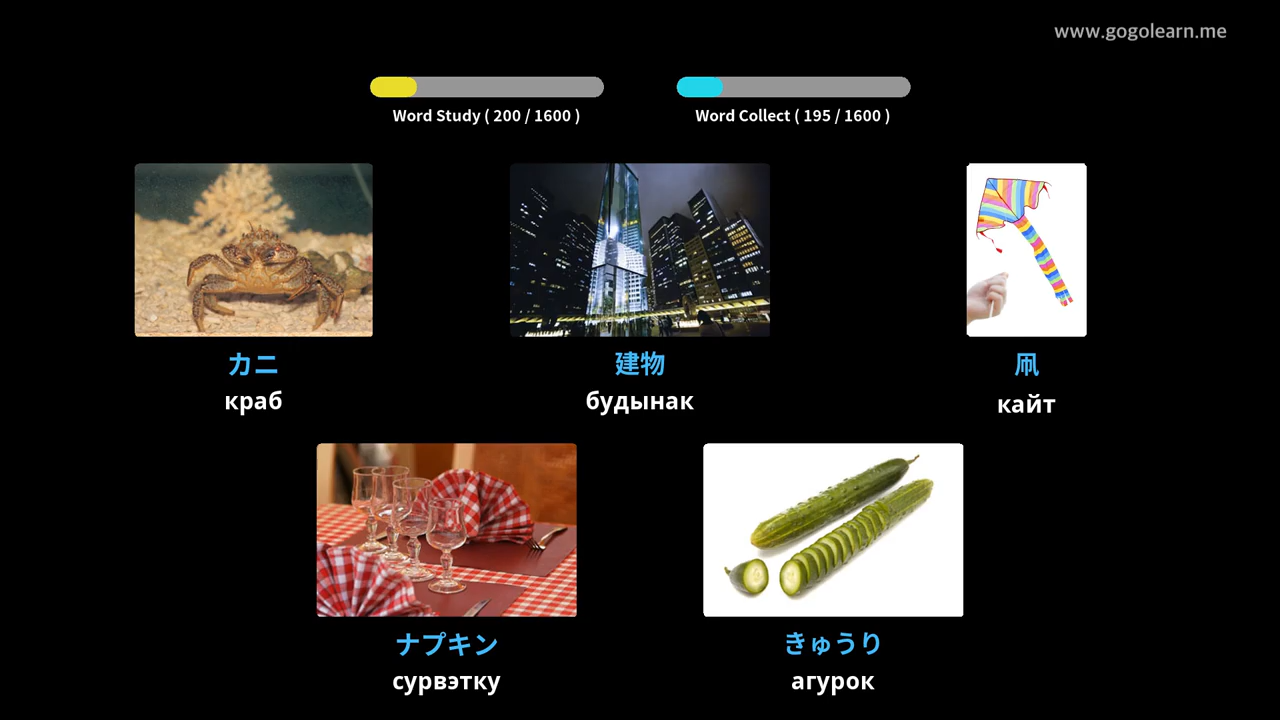 www.gogolearn.me
Word Study ( 200 / 1600 )
Word Collect ( 195 / 1600 )
カニ
建物
凧
краб
будынак
кайт
ナプキン
きゅうり
сурвэтку
агурок